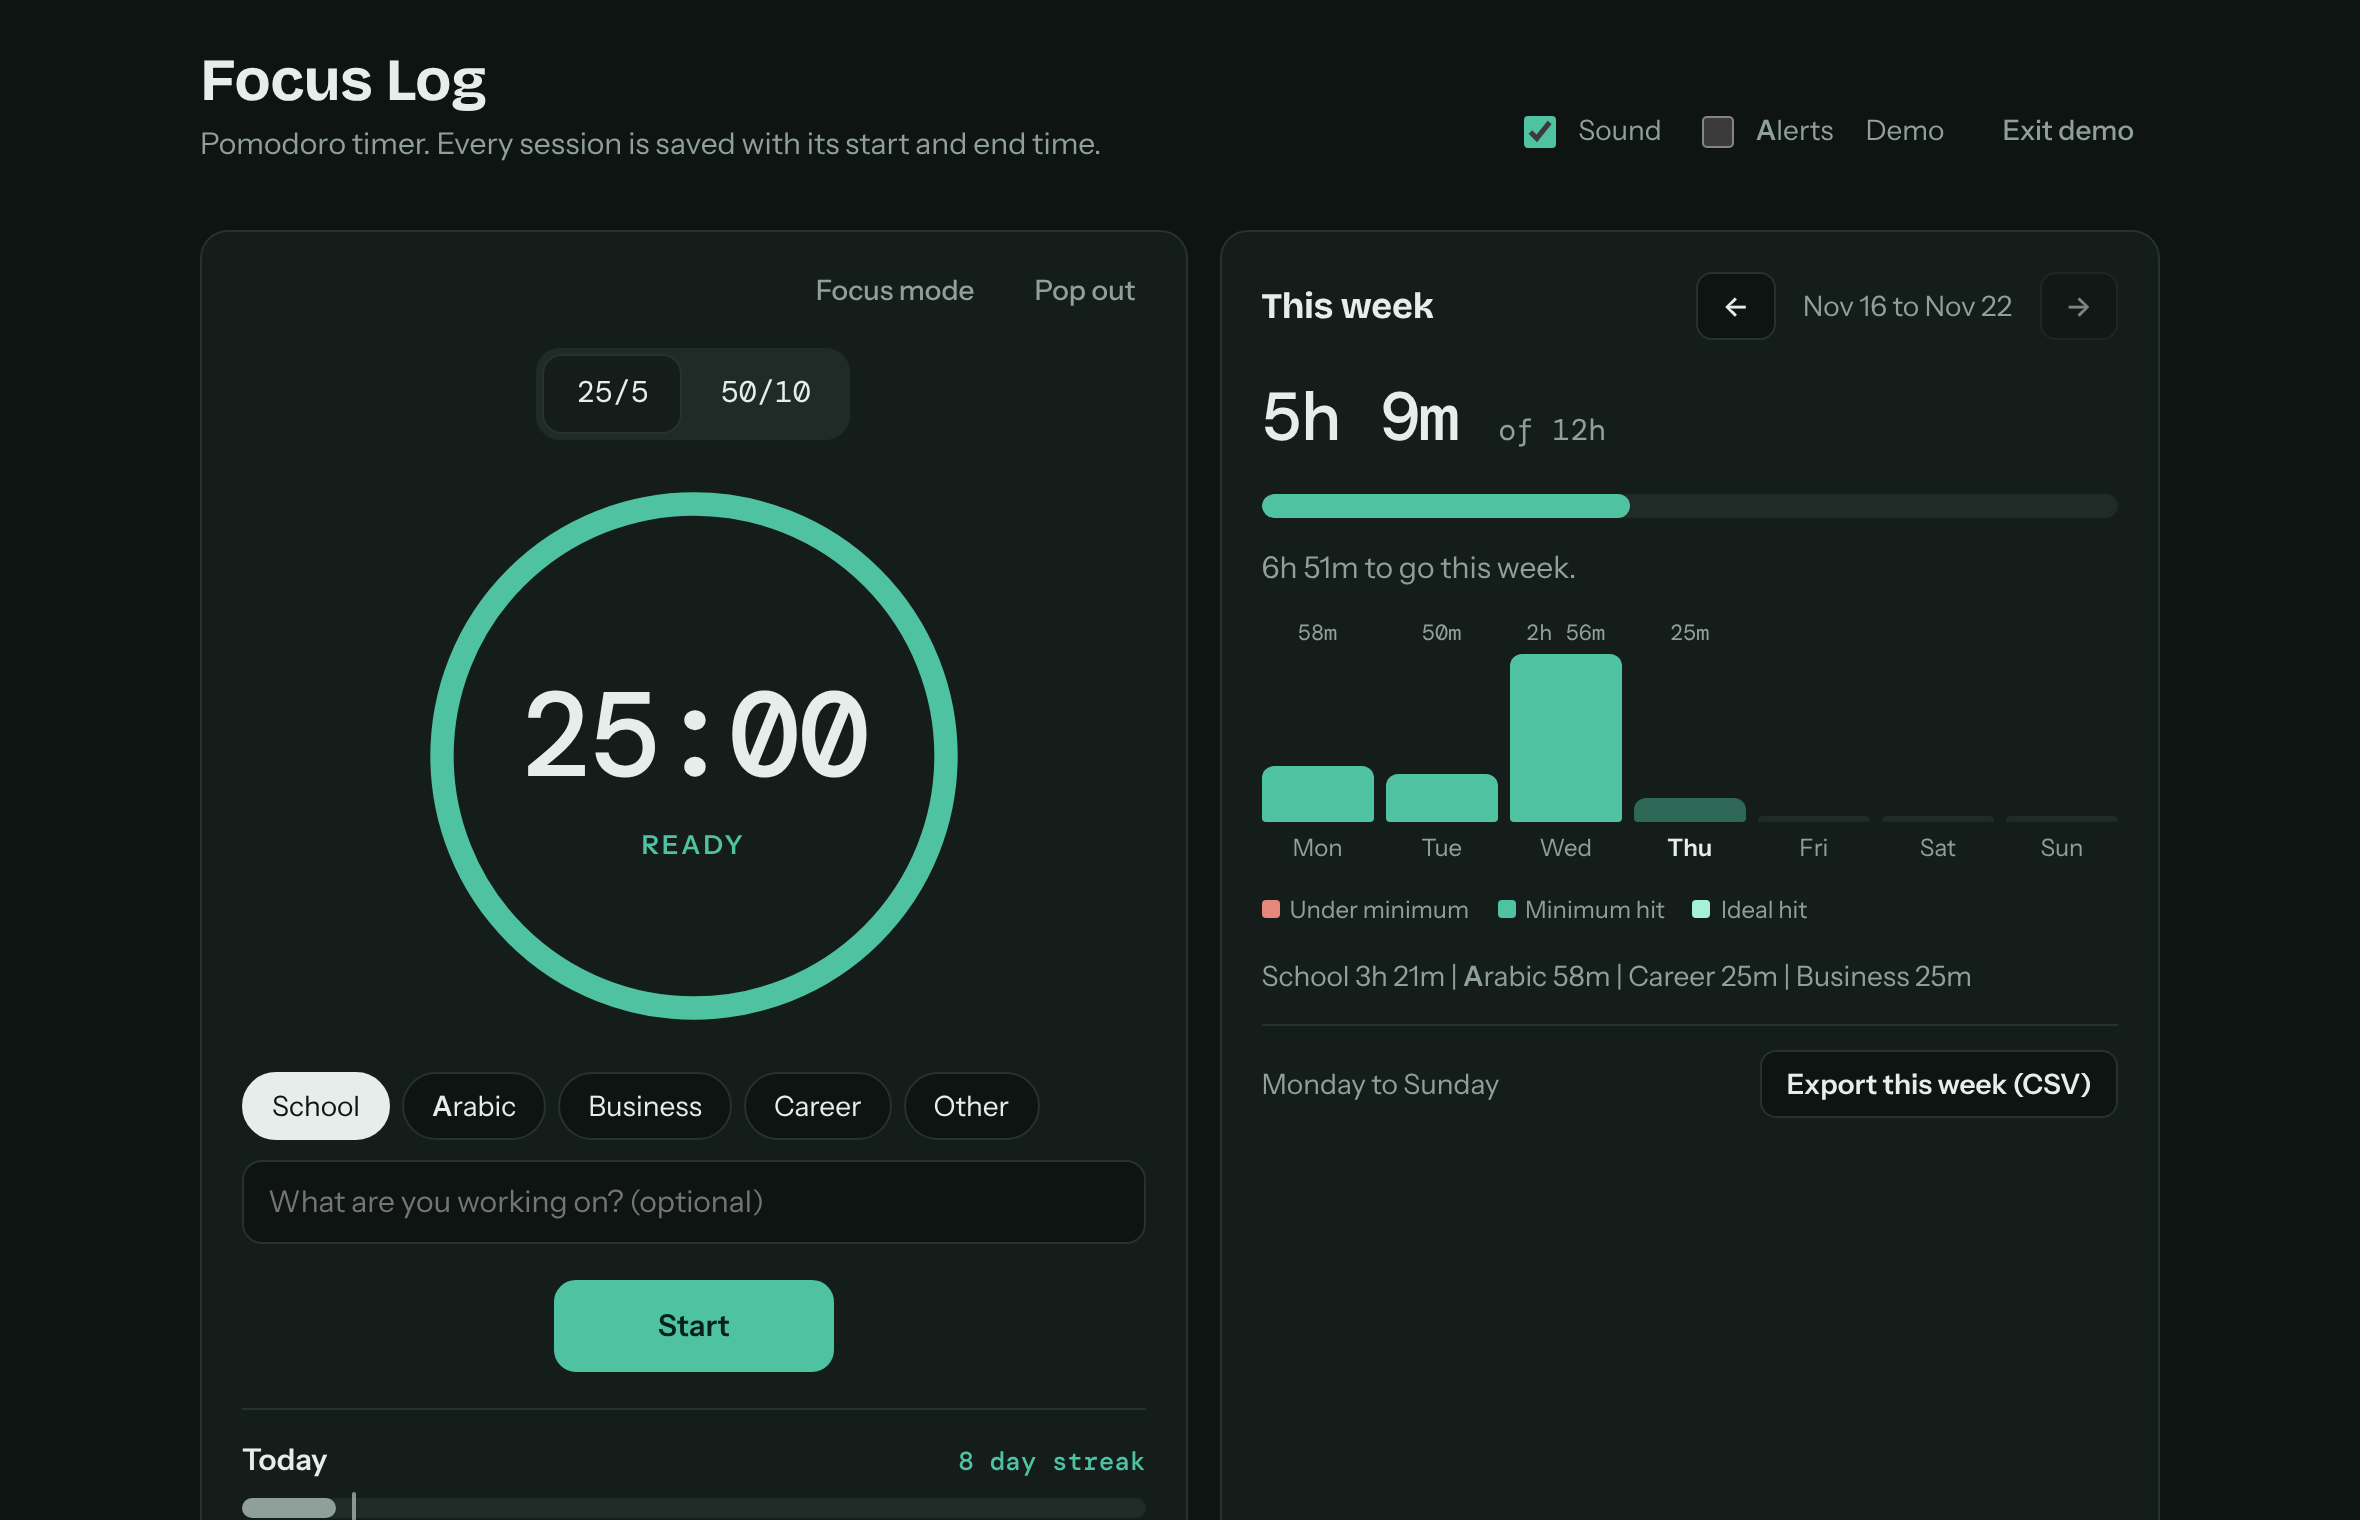 Focus Log
Pomodoro timer. Every session is saved with its start and end time.
Sound
Alerts
Demo
Exit demo
Focus mode
Pop out
25/5
50/10
25:00
READY
School
Arabic
Business
Career
Other
What are you working on? (optional)
Start
Today
8 day streak
This week
←
Nov 16 to Nov 22
→
5h 9m of 12h
6h 51m to go this week.
58m 50m 2h 56m 25m
Mon Tue Wed Thu Fri Sat Sun
Under minimum Minimum hit Ideal hit
School 3h 21m | Arabic 58m | Career 25m | Business 25m
Monday to Sunday
Export this week (CSV)